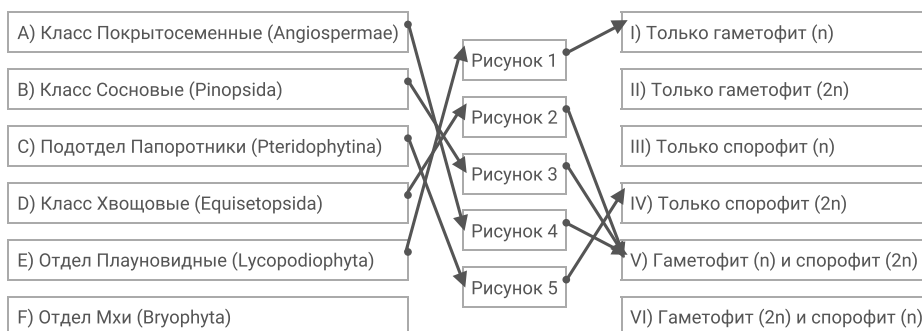 A) Класс Покрытосеменные (Angiospermae)
B) Класс Сосновые (Pinopsida)
C) Подотдел Папоротники (Pteridophytina)
D) Класс Хвощовые (Equisetopsida)
E) Отдел Плауновидные (Lycopodiophyta)
F) Отдел Мхи (Bryophyta)
Рисунок 1
Рисунок 2
Рисунок 3
Рисунок 4
Рисунок 5
I) Только гаметофит (n)
II) Только гаметофит (2n)
III) Только спорофит (n)
IV) Только спорофит (2n)
V) Гаметофит (n) и спорофит (2n)
VI) Гаметофит (2n) и спорофит (n)